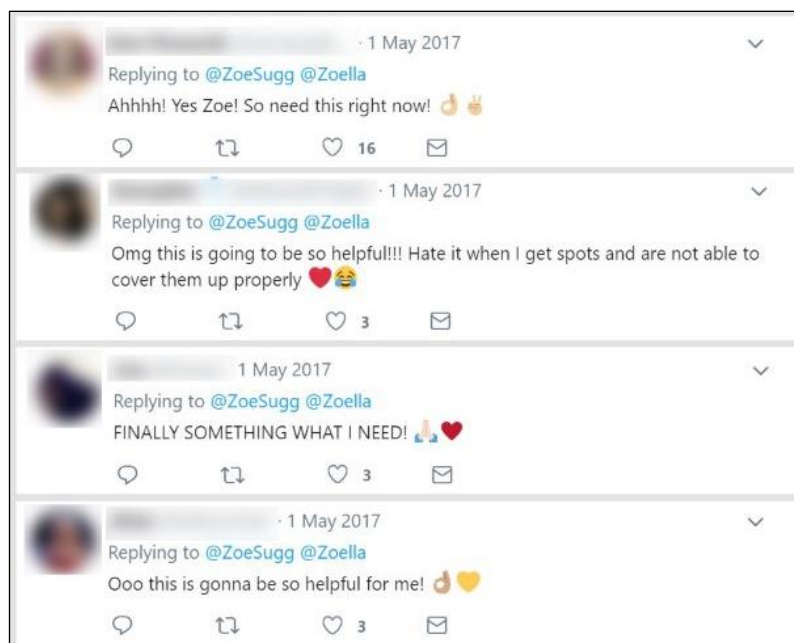 · 1 May 2017
Replying to @ZoeSugg @Zoella
Ahhhh! Yes Zoe! So need this right now! 👌🏼 ✌🏼
16
· 1 May 2017
Replying to @ZoeSugg @Zoella
Omg this is going to be so helpful!!! Hate it when I get spots and are not able to
cover them up properly ❤️😂
3
1 May 2017
Replying to @ZoeSugg @Zoella
FINALLY SOMETHING WHAT I NEED! 🙏🏻❤️
3
· 1 May 2017
Replying to @ZoeSugg @Zoella
Ooo this is gonna be so helpful for me! 👌🏽💛
3